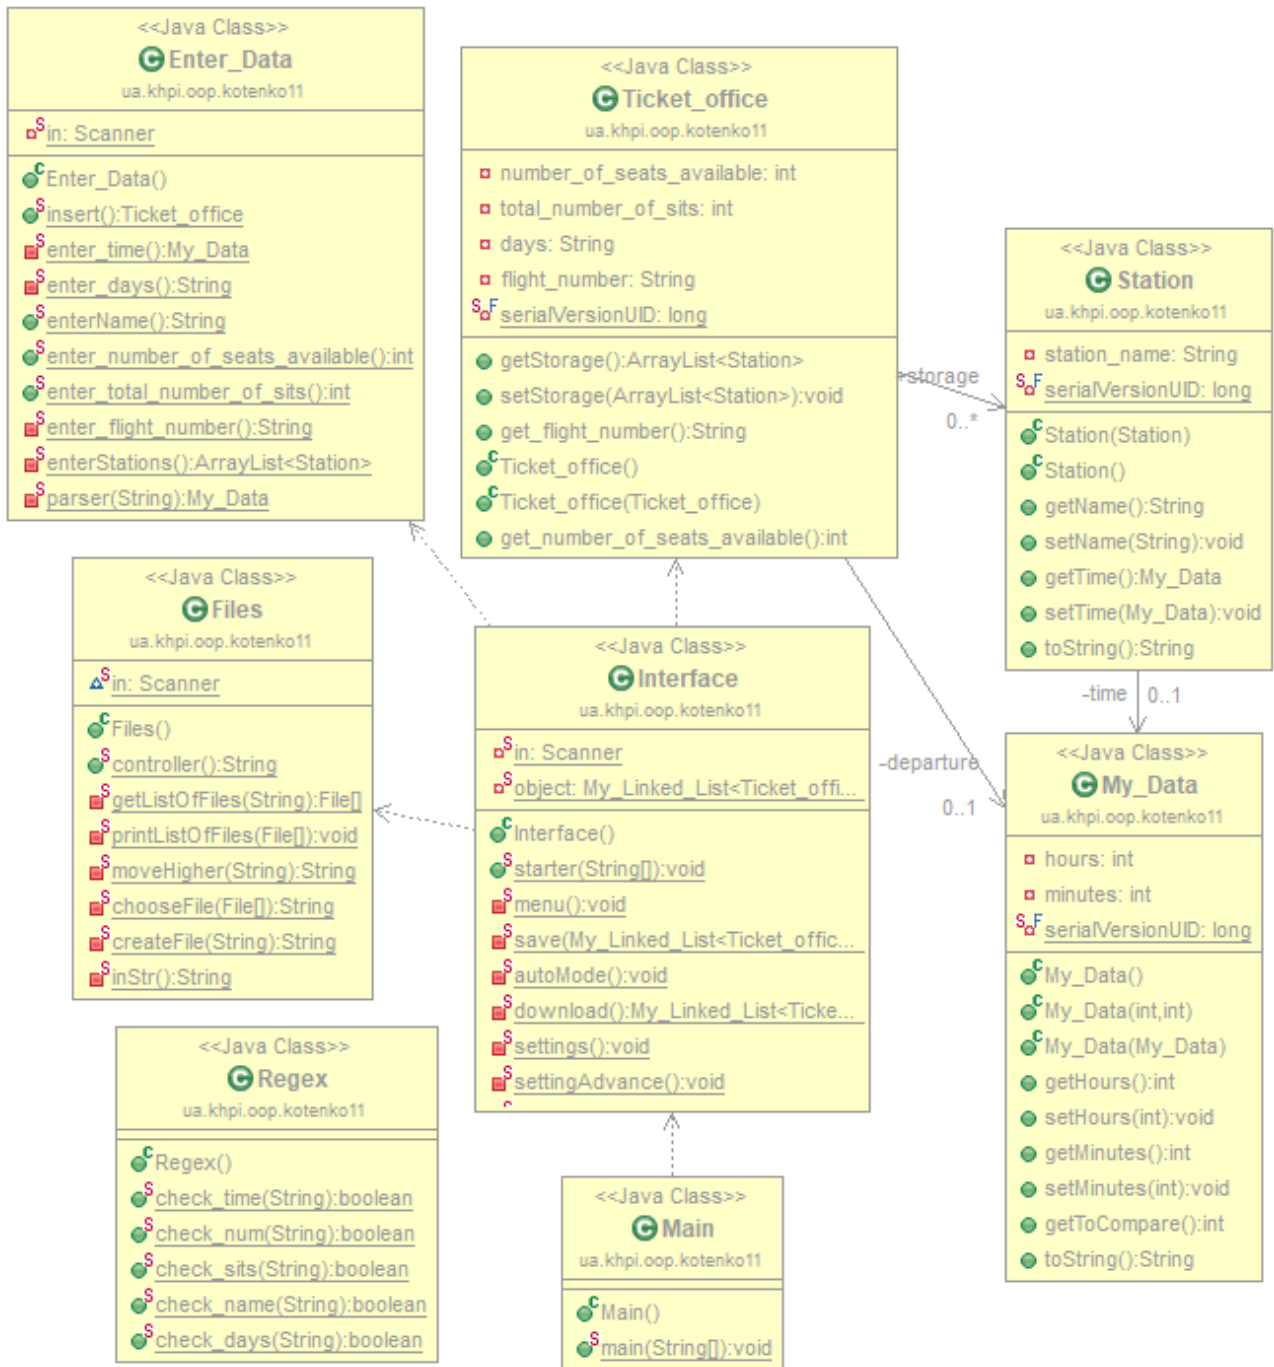 <<Java Class>>
Enter_Data
ua.khpi.oop.kotenko11
in: Scanner
Enter_Data()
insert():Ticket_office
enter_time():My_Data
enter_days():String
enterName():String
enter_number_of_seats_available():int
enter_total_number_of_sits():int
enter_flight_number():String
enterStations():ArrayList<Station>
parser(String):My_Data
<<Java Class>>
Ticket_office
ua.khpi.oop.kotenko11
number_of_seats_available: int
total_number_of_sits: int
days: String
flight_number: String
serialVersionUID: long
getStorage():ArrayList<Station>
setStorage(ArrayList<Station>):void
get_flight_number():String
Ticket_office()
Ticket_office(Ticket_office)
get_number_of_seats_available():int
+storage
0..*
<<Java Class>>
Station
ua.khpi.oop.kotenko11
station_name: String
serialVersionUID: long
Station(Station)
Station()
getName():String
setName(String):void
getTime():My_Data
setTime(My_Data):void
toString():String
-time 0..1
<<Java Class>>
Files
ua.khpi.oop.kotenko11
in: Scanner
Files()
controller():String
getListOfFiles(String):File[]
printListOfFiles(File[]):void
moveHigher(String):String
chooseFile(File[]):String
createFile(String):String
inStr():String
<<Java Class>>
Interface
ua.khpi.oop.kotenko11
in: Scanner
object: My_Linked_List<Ticket_offi...
Interface()
starter(String[]):void
menu():void
save(My_Linked_List<Ticket_offic...
autoMode():void
download():My_Linked_List<Ticke...
settings():void
settingAdvance():void
-departure
0..1
<<Java Class>>
My_Data
ua.khpi.oop.kotenko11
hours: int
minutes: int
serialVersionUID: long
My_Data()
My_Data(int,int)
My_Data(My_Data)
getHours():int
setHours(int):void
getMinutes():int
setMinutes(int):void
getToCompare():int
toString():String
<<Java Class>>
Regex
ua.khpi.oop.kotenko11
Regex()
check_time(String):boolean
check_num(String):boolean
check_sits(String):boolean
check_name(String):boolean
check_days(String):boolean
<<Java Class>>
Main
ua.khpi.oop.kotenko11
Main()
main(String[]):void